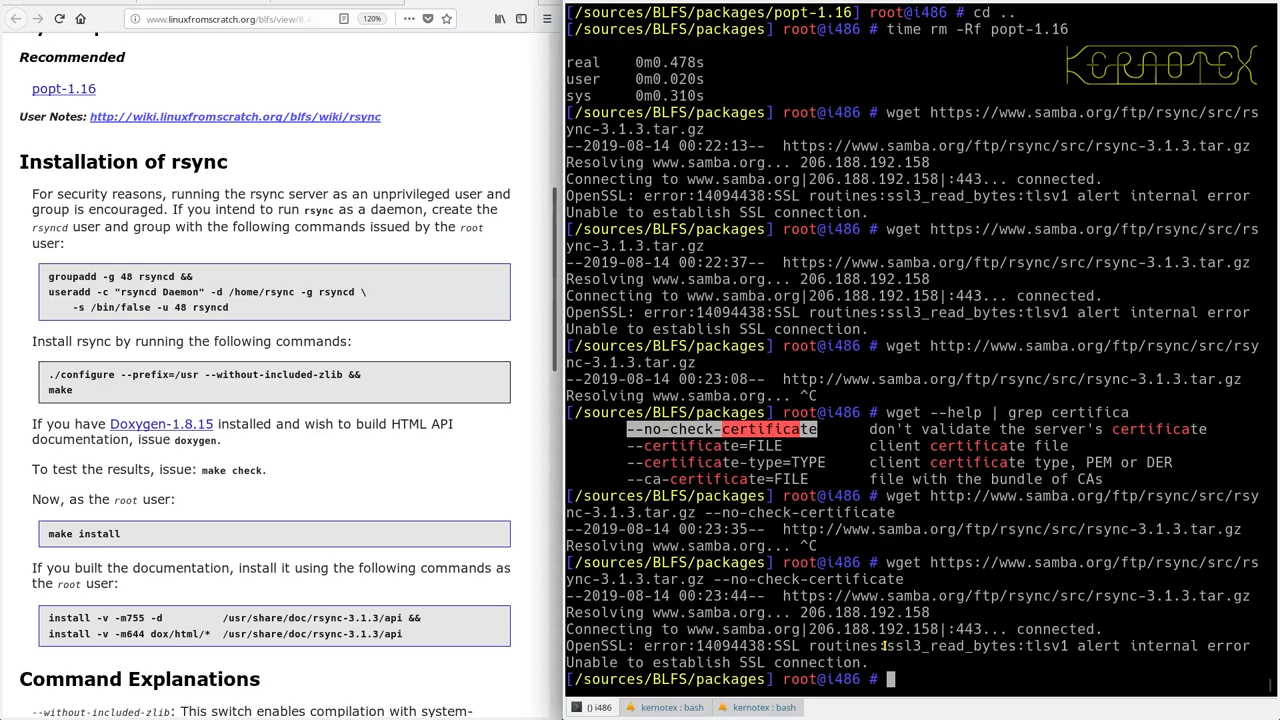 www.linuxfromscratch.org/blfs/view/8.
120%
Recommended
popt-1.16
User Notes: http://wiki.linuxfromscratch.org/blfs/wiki/rsync
Installation of rsync
For security reasons, running the rsync server as an unprivileged user and
group is encouraged. If you intend to run rsync as a daemon, create the
rsyncd user and group with the following commands issued by the root
user:
groupadd -g 48 rsyncd &&
useradd -c "rsyncd Daemon" -d /home/rsync -g rsyncd \
-s /bin/false -u 48 rsyncd
Install rsync by running the following commands:
./configure --prefix=/usr --without-included-zlib &&
make
If you have Doxygen-1.8.15 installed and wish to build HTML API
documentation, issue doxygen.
To test the results, issue: make check.
Now, as the root user:
make install
If you built the documentation, install it using the following commands as
the root user:
install -v -m755 -d /usr/share/doc/rsync-3.1.3/api &&
install -v -m644 dox/html/* /usr/share/doc/rsync-3.1.3/api
Command Explanations
--without-included-zlib: This switch enables compilation with system-
[/sources/BLFS/packages/popt-1.16] root@i486 # cd ..
[/sources/BLFS/packages] root@i486 # time rm -Rf popt-1.16
KERNOTEX
real 0m0.478s
user 0m0.020s
sys 0m0.310s
[/sources/BLFS/packages] root@i486 # wget https://www.samba.org/ftp/rsync/src/rs
ync-3.1.3.tar.gz
--2019-08-14 00:22:13-- https://www.samba.org/ftp/rsync/src/rsync-3.1.3.tar.gz
Resolving www.samba.org... 206.188.192.158
Connecting to www.samba.org|206.188.192.158|:443... connected.
OpenSSL: error:14094438:SSL routines:ssl3_read_bytes:tlsv1 alert internal error
Unable to establish SSL connection.
[/sources/BLFS/packages] root@i486 # wget https://www.samba.org/ftp/rsync/src/rs
ync-3.1.3.tar.gz
--2019-08-14 00:22:37-- https://www.samba.org/ftp/rsync/src/rsync-3.1.3.tar.gz
Resolving www.samba.org... 206.188.192.158
Connecting to www.samba.org|206.188.192.158|:443... connected.
OpenSSL: error:14094438:SSL routines:ssl3_read_bytes:tlsv1 alert internal error
Unable to establish SSL connection.
[/sources/BLFS/packages] root@i486 # wget http://www.samba.org/ftp/rsync/src/rsy
nc-3.1.3.tar.gz
--2019-08-14 00:23:08-- http://www.samba.org/ftp/rsync/src/rsync-3.1.3.tar.gz
Resolving www.samba.org... ^C
[/sources/BLFS/packages] root@i486 # wget --help | grep certifica
--no-check-certificate don't validate the server's certificate
--certificate=FILE client certificate file
--certificate-type=TYPE client certificate type, PEM or DER
--ca-certificate=FILE file with the bundle of CAs
[/sources/BLFS/packages] root@i486 # wget http://www.samba.org/ftp/rsync/src/rsy
nc-3.1.3.tar.gz --no-check-certificate
--2019-08-14 00:23:35-- http://www.samba.org/ftp/rsync/src/rsync-3.1.3.tar.gz
Resolving www.samba.org... ^C
[/sources/BLFS/packages] root@i486 # wget https://www.samba.org/ftp/rsync/src/rs
ync-3.1.3.tar.gz --no-check-certificate
--2019-08-14 00:23:44-- https://www.samba.org/ftp/rsync/src/rsync-3.1.3.tar.gz
Resolving www.samba.org... 206.188.192.158
Connecting to www.samba.org|206.188.192.158|:443... connected.
OpenSSL: error:14094438:SSL routines:ssl3_read_bytes:tlsv1 alert internal error
Unable to establish SSL connection.
[/sources/BLFS/packages] root@i486 #
() i486
kernotex : bash
kernotex : bash